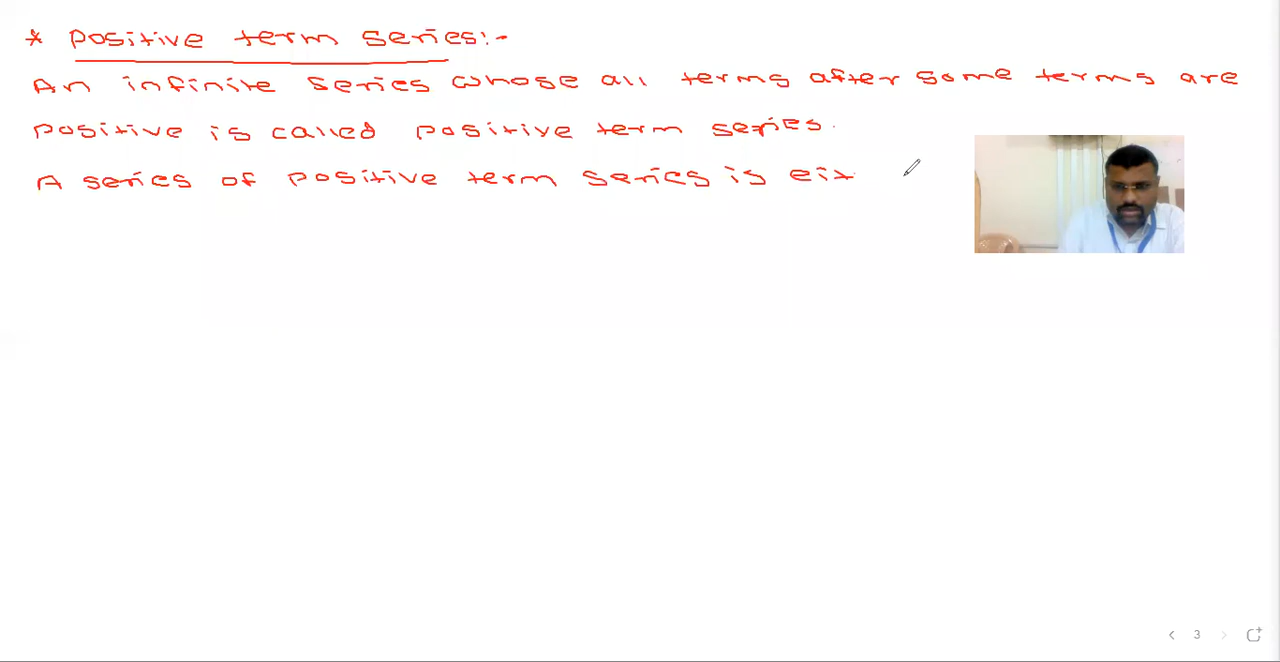 * Positive term series:-
An infinite series whose all terms after some terms are
positive is called positive term series.
A series of positive term series is eit
3